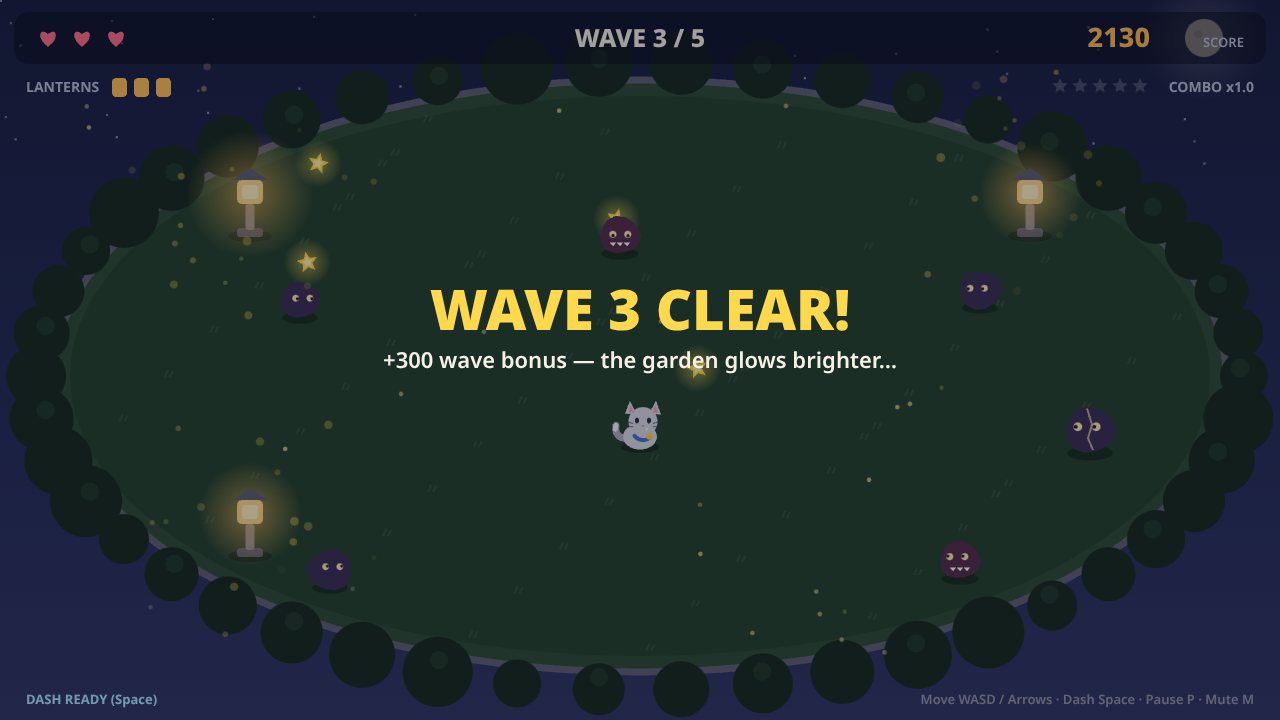 WAVE 3 / 5
2130
SCORE
LANTERNS
COMBO x1.0
WAVE 3 CLEAR!
+300 wave bonus — the garden glows brighter...
DASH READY (Space)
Move WASD / Arrows · Dash Space · Pause P · Mute M